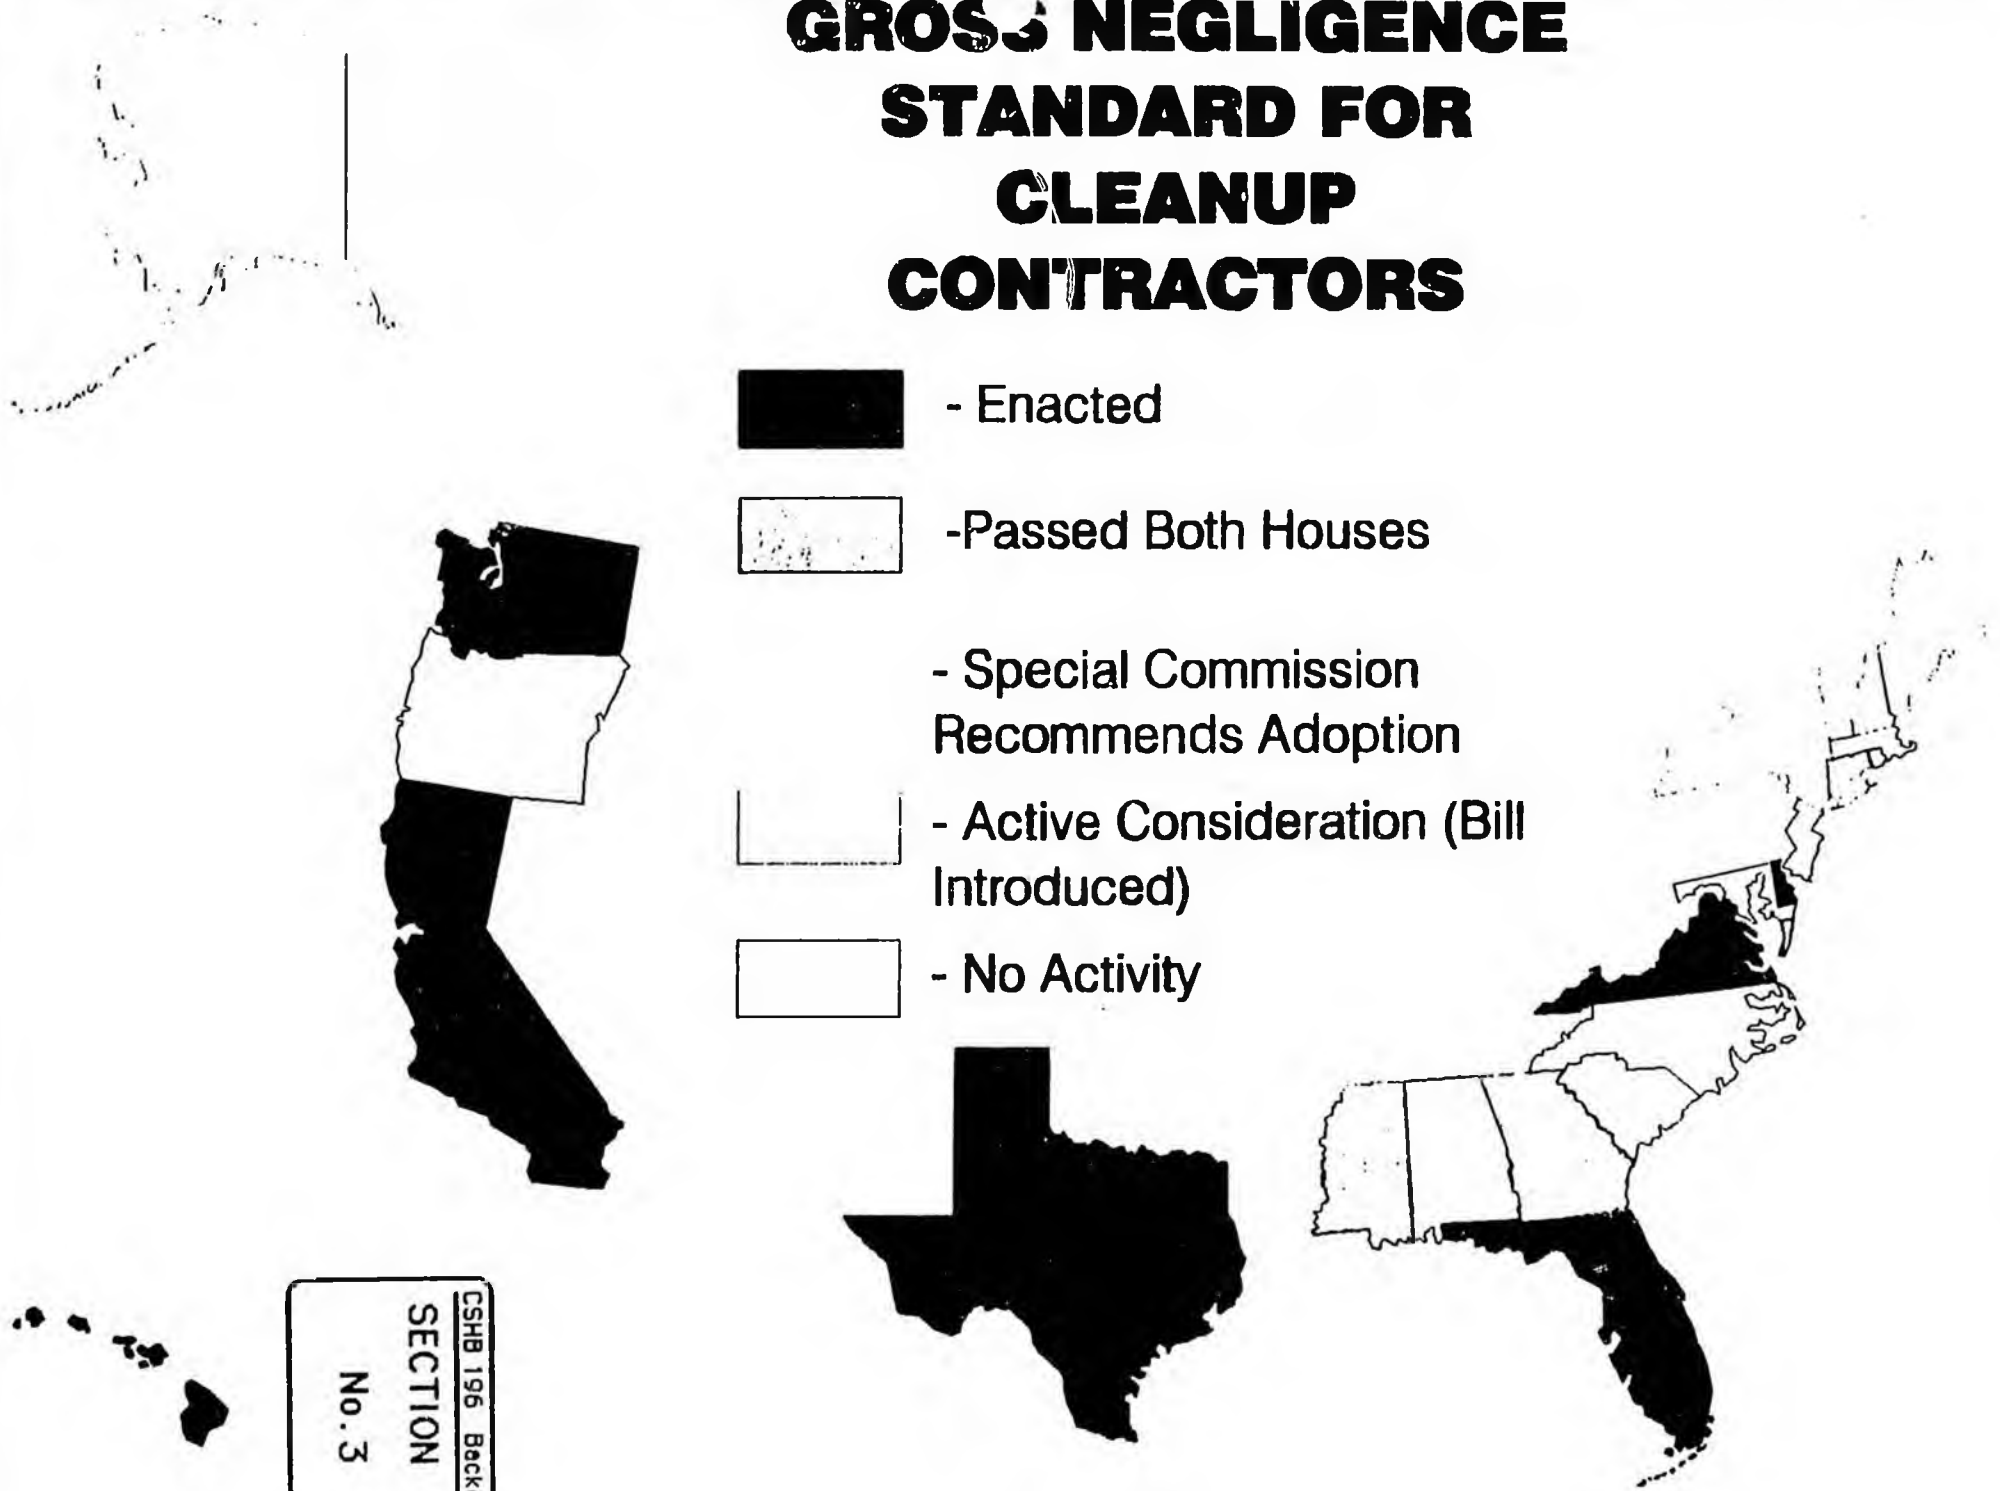 GROSS NEGLIGENCE
STANDARD FOR
CLEANUP
CONTRACTORS
- Enacted
-Passed Both Houses
- Special Commission
Recommends Adoption
- Active Consideration (Bill
Introduced)
- No Activity
CSHB 196
SECTION
No. 3